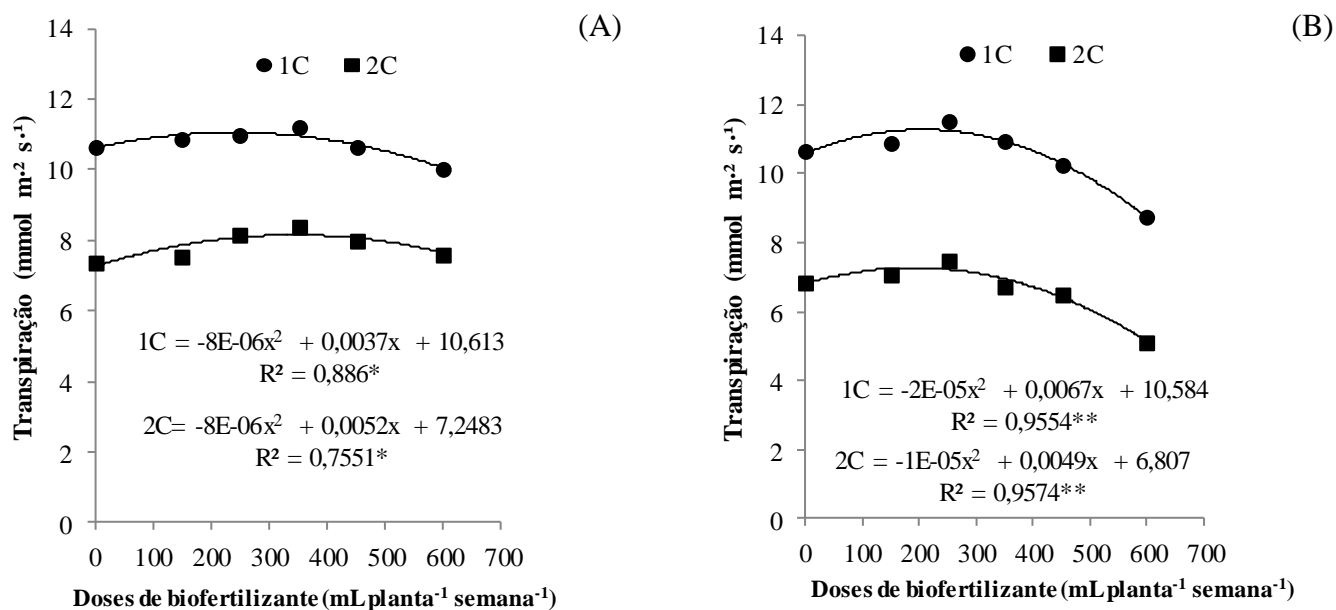 (A)
Transpiração (mmol m⁻² s⁻¹)
14
12
10
8
6
4
2
0
1C 2C
1C = -8E-06x² + 0,0037x + 10,613
R² = 0,886*
2C= -8E-06x² + 0,0052x + 7,2483
R² = 0,7551*
0 100 200 300 400 500 600 700
Doses de biofertilizante (mL planta⁻¹ semana⁻¹)
(B)
Transpiração (mmol m⁻² s⁻¹)
14
12
10
8
6
4
2
0
1C 2C
1C = -2E-05x² + 0,0067x + 10,584
R² = 0,9554**
2C = -1E-05x² + 0,0049x + 6,807
R² = 0,9574**
0 100 200 300 400 500 600 700
Doses de biofertilizante (mL planta⁻¹ semana⁻¹)